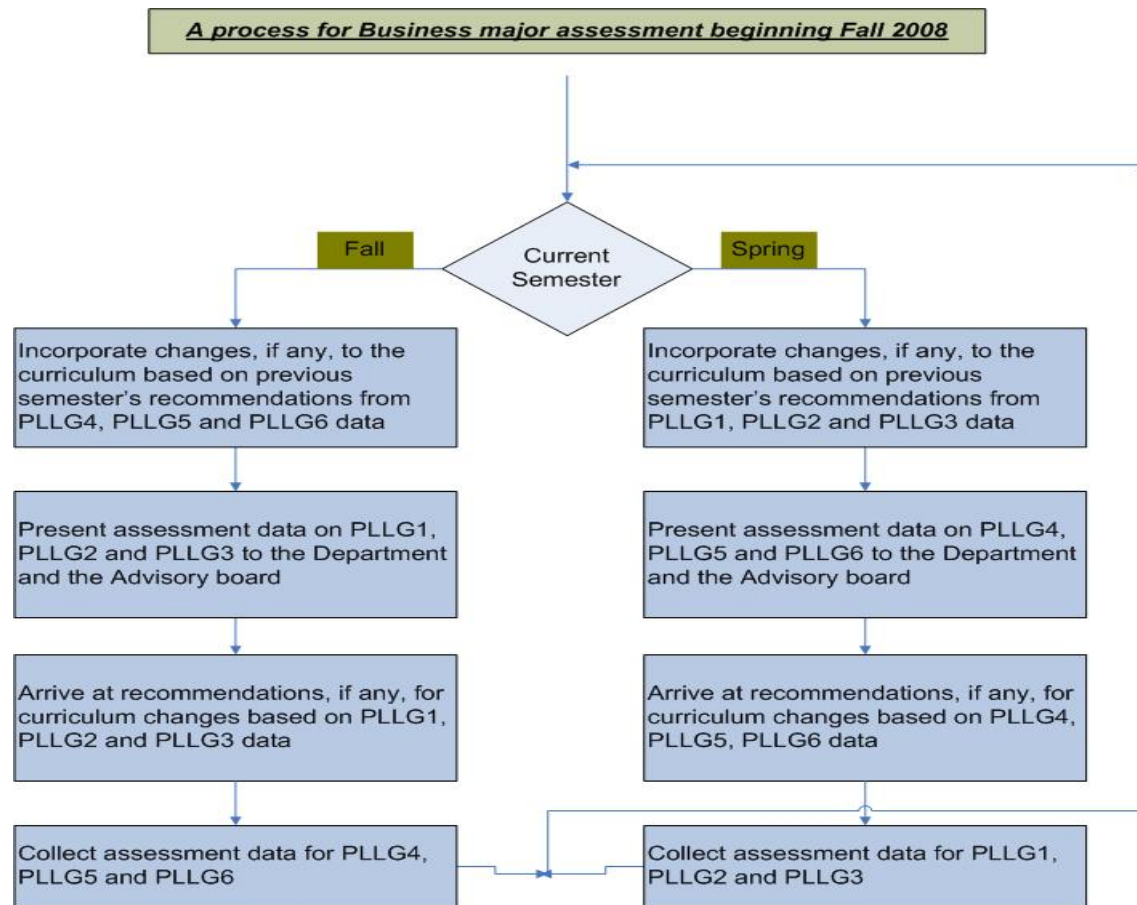 A process for Business major assessment beginning Fall 2008
Fall
Current
Semester
Spring
Incorporate changes, if any, to the
curriculum based on previous
semester's recommendations from
PLLG4, PLLG5 and PLLG6 data
Incorporate changes, if any, to the
curriculum based on previous
semester's recommendations from
PLLG1, PLLG2 and PLLG3 data
Present assessment data on PLLG1,
PLLG2 and PLLG3 to the Department
and the Advisory board
Present assessment data on PLLG4,
PLLG5 and PLLG6 to the Department
and the Advisory board
Arrive at recommendations, if any, for
curriculum changes based on PLLG1,
PLLG2 and PLLG3 data
Arrive at recommendations, if any, for
curriculum changes based on PLLG4,
PLLG5, PLLG6 data
Collect assessment data for PLLG4,
PLLG5 and PLLG6
Collect assessment data for PLLG1,
PLLG2 and PLLG3